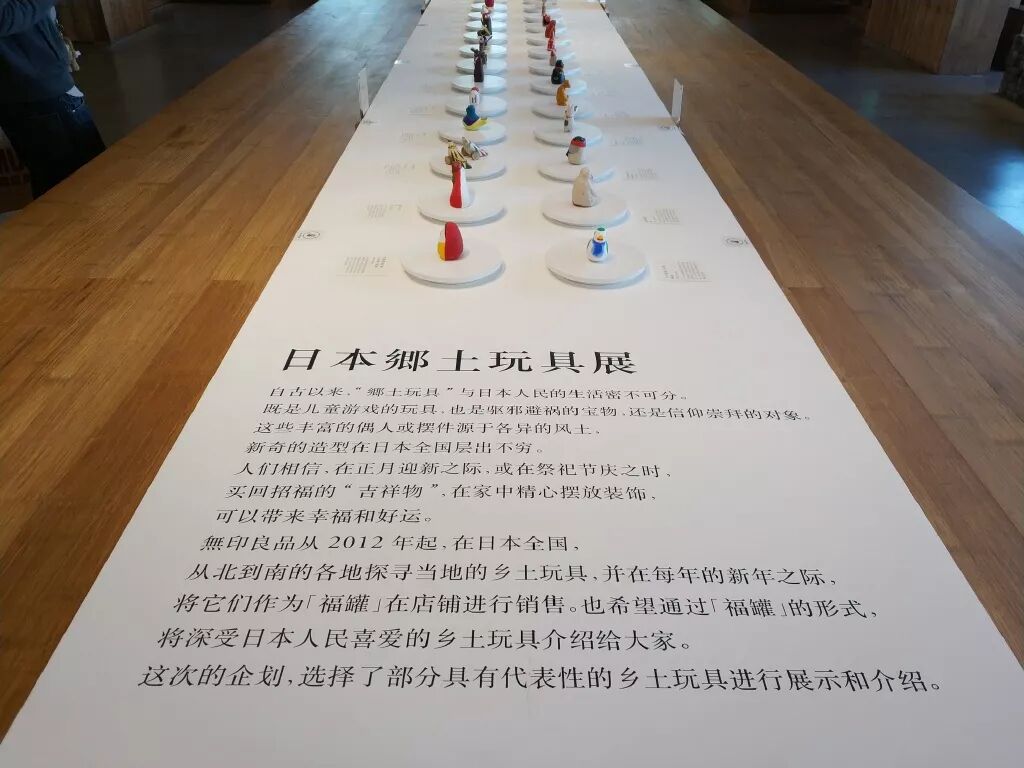 日本鄉土玩具展
自古以来，“鄉土玩具”与日本人民的生活密不可分。
既是儿童游戏的玩具，也是驱邪避祸的宝物，还是信仰崇拜的对象。
这些丰富的偶人或摆件源于各异的风土，
新奇的造型在日本全国层出不穷。
人们相信，在正月迎新之际，或在祭祀节庆之时，
买回招福的“吉祥物”，在家中精心摆放装饰，
可以带来幸福和好运。
無印良品从 2012 年起，在日本全国，
从北到南的各地探寻当地的乡土玩具，并在每年的新年之际，
将它们作为「福罐」在店铺进行销售。也希望通过「福罐」的形式，
将深受日本人民喜爱的乡土玩具介绍给大家。
这次的企划，选择了部分具有代表性的乡土玩具进行展示和介绍。